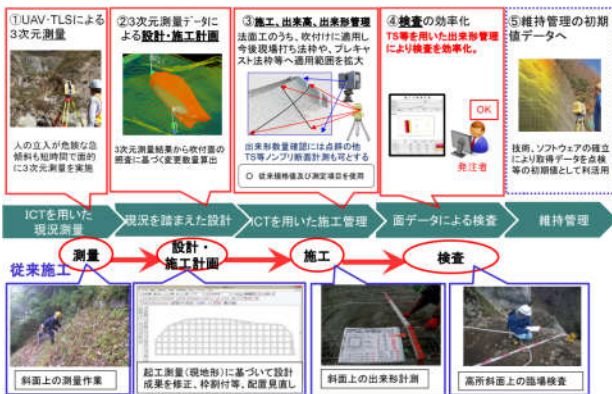 ①UAV・TLSによる
3次元測量
人の立入が危険な急
傾斜も短時間で面的
に3次元測量を実施
②3次元測量データに
よる設計・施工計画
3次元測量結果から吹付面の
照査に基づく変更数量算出
③施工、出来高、出来形管理
法面工のうち、吹付けに適用し
今後現場打ち法枠や、プレキャ
スト法枠等へ適用範囲を拡大
出来形数量確認には点群の他
TS等ノンプリ断面計測も可とする
〇 従来規格値及び測定項目を使用
④検査の効率化
TS等を用いた出来形管理
により検査を効率化。
OK
発注者
⑤維持管理の初期
値データへ
技術、ソフトウェアの確立
により取得データを点検
等の初期値として利活用
ICTを用いた
現況測量
現況を踏まえた設計
ICTを用いた施工管理
面データによる検査
維持管理
測量
設計・
施工計画
施工
検査
従来施工
斜面上の測量作業
起工測量(現地形)に基づいて設計
成果を修正、枠割付等、配置見直し
斜面上の出来形計測
高所斜面上の臨場検査